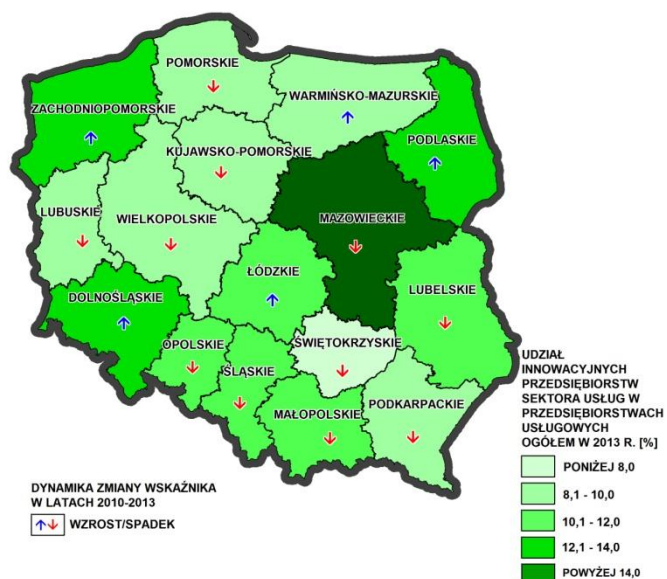 POMORSKIE
ZACHODNIOPOMORSKIE
WARMIŃSKO-MAZURSKIE
PODLASKIE
KUJAWSKO-POMORSKIE
LUBUSKIE
WIELKOPOLSKIE
MAZOWIECKIE
ŁÓDZKIE
LUBELSKIE
DOLNOŚLĄSKIE
OPOLSKIE
ŚLĄSKIE
ŚWIĘTOKRZYSKIE
MAŁOPOLSKIE
PODKARPACKIE
UDZIAŁ
INNOWACYJNYCH
PRZEDSIĘBIORSTW
SEKTORA USŁUG W
PRZEDSIĘBIORSTWACH
USŁUGOWYCH
OGÓŁEM W 2013 R. [%]
PONIŻEJ 8,0
8,1 - 10,0
10,1 - 12,0
12,1 - 14,0
POWYŻEJ 14,0
DYNAMIKA ZMIANY WSKAŹNIKA
W LATACH 2010-2013
WZROST/SPADEK